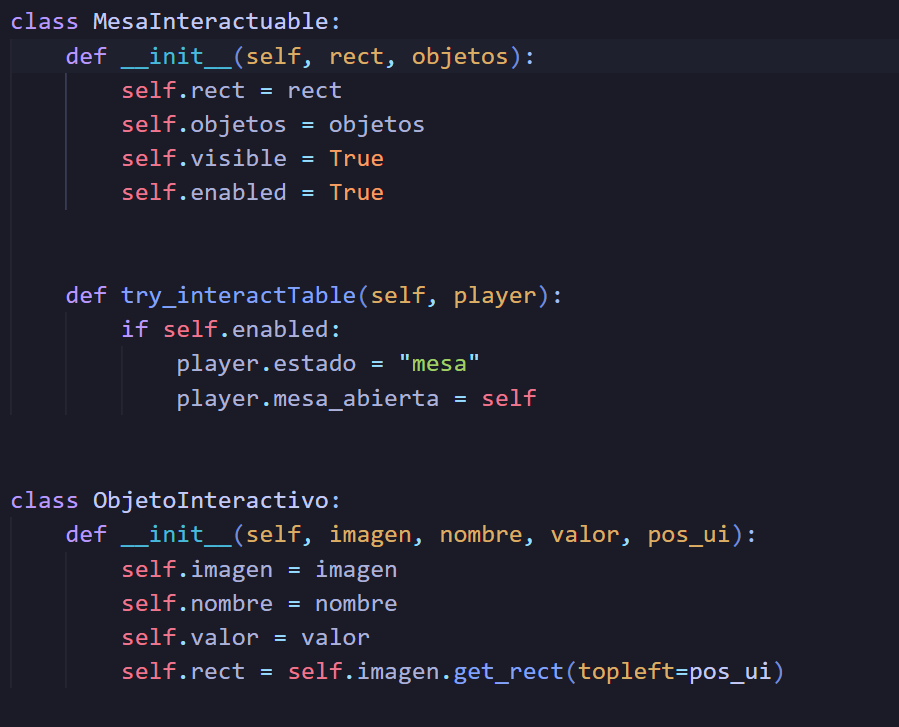 class MesaInteractuable:
    def __init__(self, rect, objetos):
        self.rect = rect
        self.objetos = objetos
        self.visible = True
        self.enabled = True
    def try_interactTable(self, player):
        if self.enabled:
            player.estado = "mesa"
            player.mesa_abierta = self
class ObjetoInteractivo:
    def __init__(self, imagen, nombre, valor, pos_ui):
        self.imagen = imagen
        self.nombre = nombre
        self.valor = valor
        self.rect = self.imagen.get_rect(topleft=pos_ui)